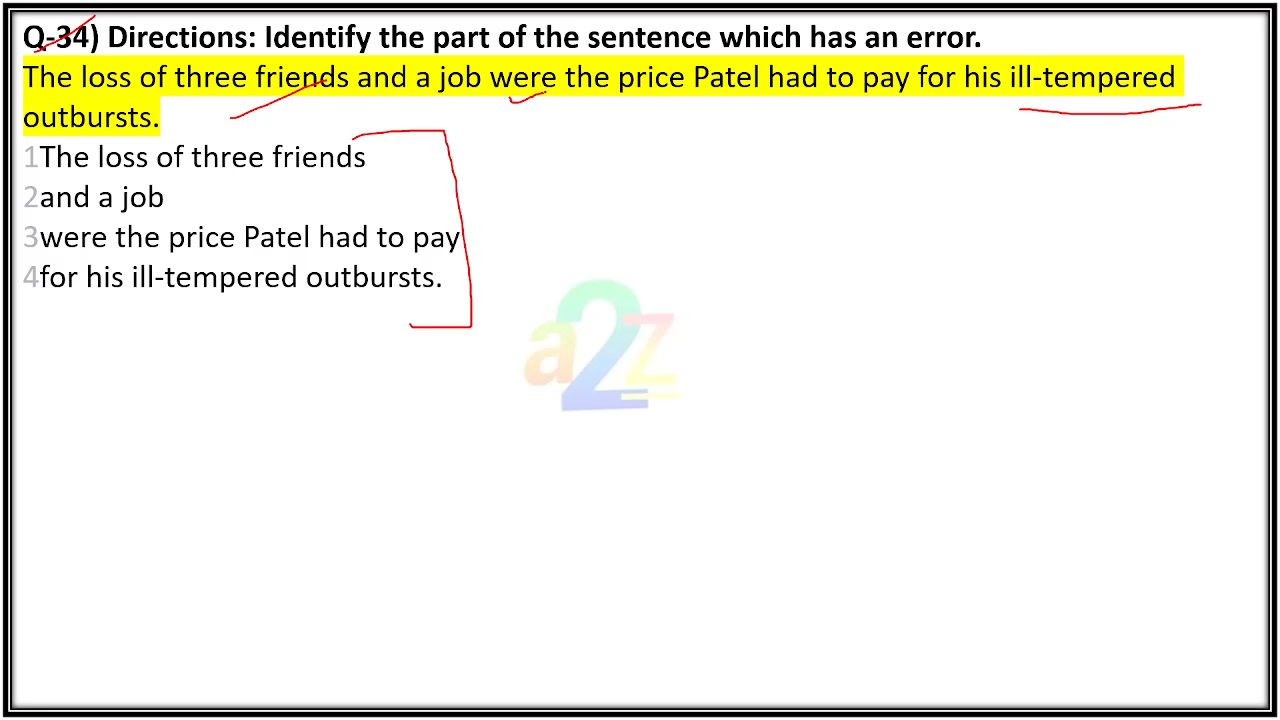 Q-34) Directions: Identify the part of the sentence which has an error.
The loss of three friends and a job were the price Patel had to pay for his ill-tempered
outbursts.
1The loss of three friends
2and a job
3were the price Patel had to pay
4for his ill-tempered outbursts.
a2z